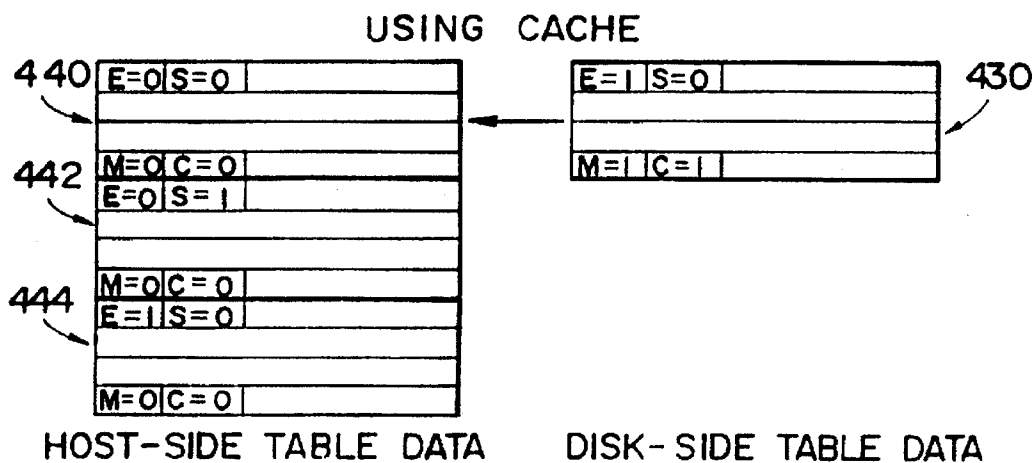 USING CACHE
440
E=0 S=0
M=0 C=0
442
E=0 S=1
M=0 C=0
444
E=1 S=0
M=0 C=0
HOST-SIDE TABLE DATA
E=1 S=0
430
M=1 C=1
DISK-SIDE TABLE DATA